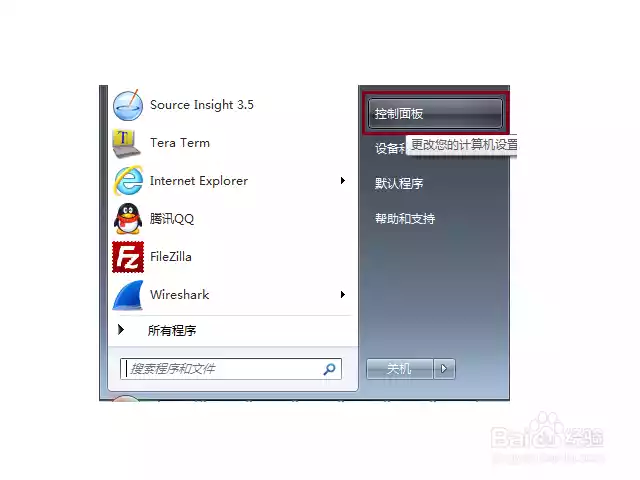 Source Insight 3.5
Tera Term
Internet Explorer
腾讯QQ
FileZilla
Wireshark
所有程序
搜索程序和文件
控制面板
更改您的计算机设置
设备和
默认程序
帮助和支持
关机
Baidu 经验